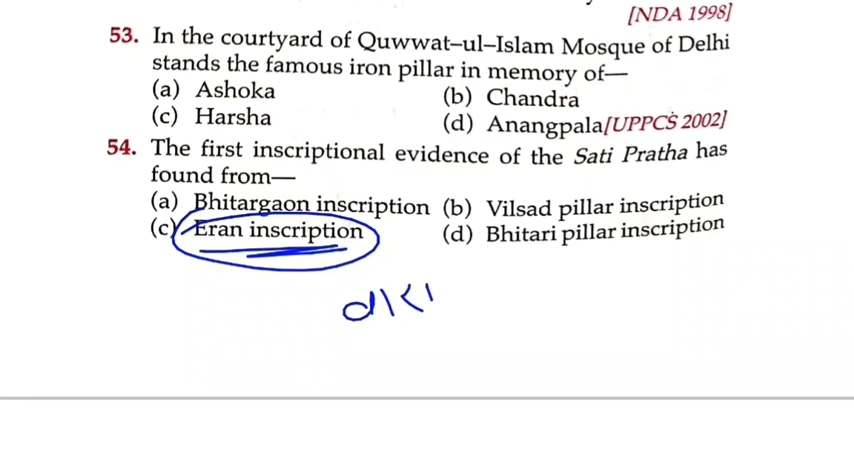 [NDA 1998]
53. In the courtyard of Quwwat–ul–Islam Mosque of Delhi
stands the famous iron pillar in memory of—
(a) Ashoka (b) Chandra
(c) Harsha (d) Anangpala [UPPCS 2002]
54. The first inscriptional evidence of the Sati Pratha has
found from—
(a) Bhitargaon inscription (b) Vilsad pillar inscription
(c) Eran inscription (d) Bhitari pillar inscription